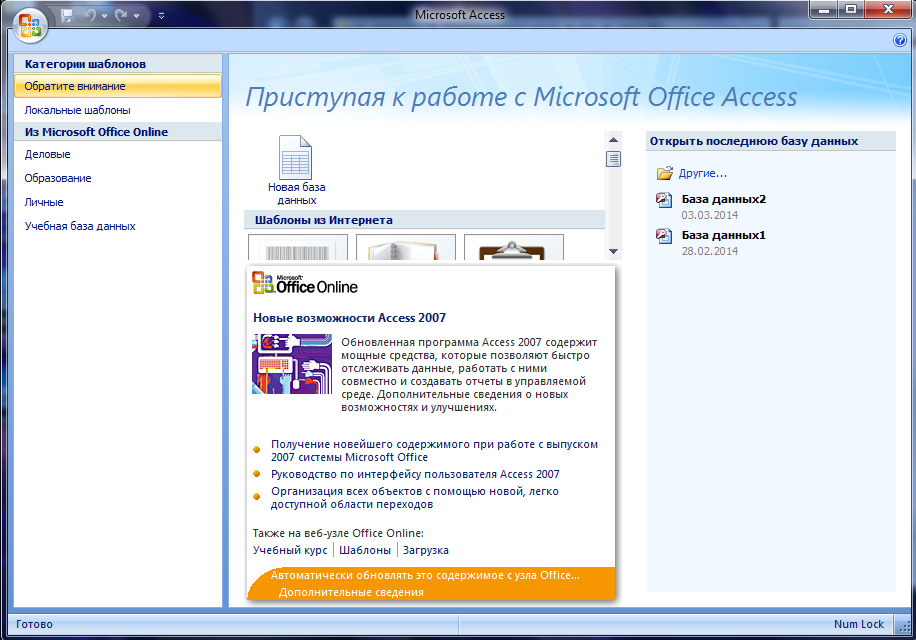 Microsoft Access
Категории шаблонов
Обратите внимание
Локальные шаблоны
Из Microsoft Office Online
Деловые
Образование
Личные
Учебная база данных
Приступая к работе с Microsoft Office Access
Новая база
данных
Шаблоны из Интернета
Microsoft
Office Online
Новые возможности Access 2007
Обновленная программа Access 2007 содержит
мощные средства, которые позволяют быстро
отслеживать данные, работать с ними
совместно и создавать отчеты в управляемой
среде. Дополнительные сведения о новых
возможностях и улучшениях.
Получение новейшего содержимого при работе с выпуском
2007 системы Microsoft Office
Руководство по интерфейсу пользователя Access 2007
Организация всех объектов с помощью новой, легко
доступной области переходов
Также на веб-узле Office Online:
Учебный курс | Шаблоны | Загрузка
Автоматически обновлять это содержимое с узла Office...
Дополнительные сведения
Открыть последнюю базу данных
Другие...
База данных2
03.03.2014
База данных1
28.02.2014
Готово
Num Lock